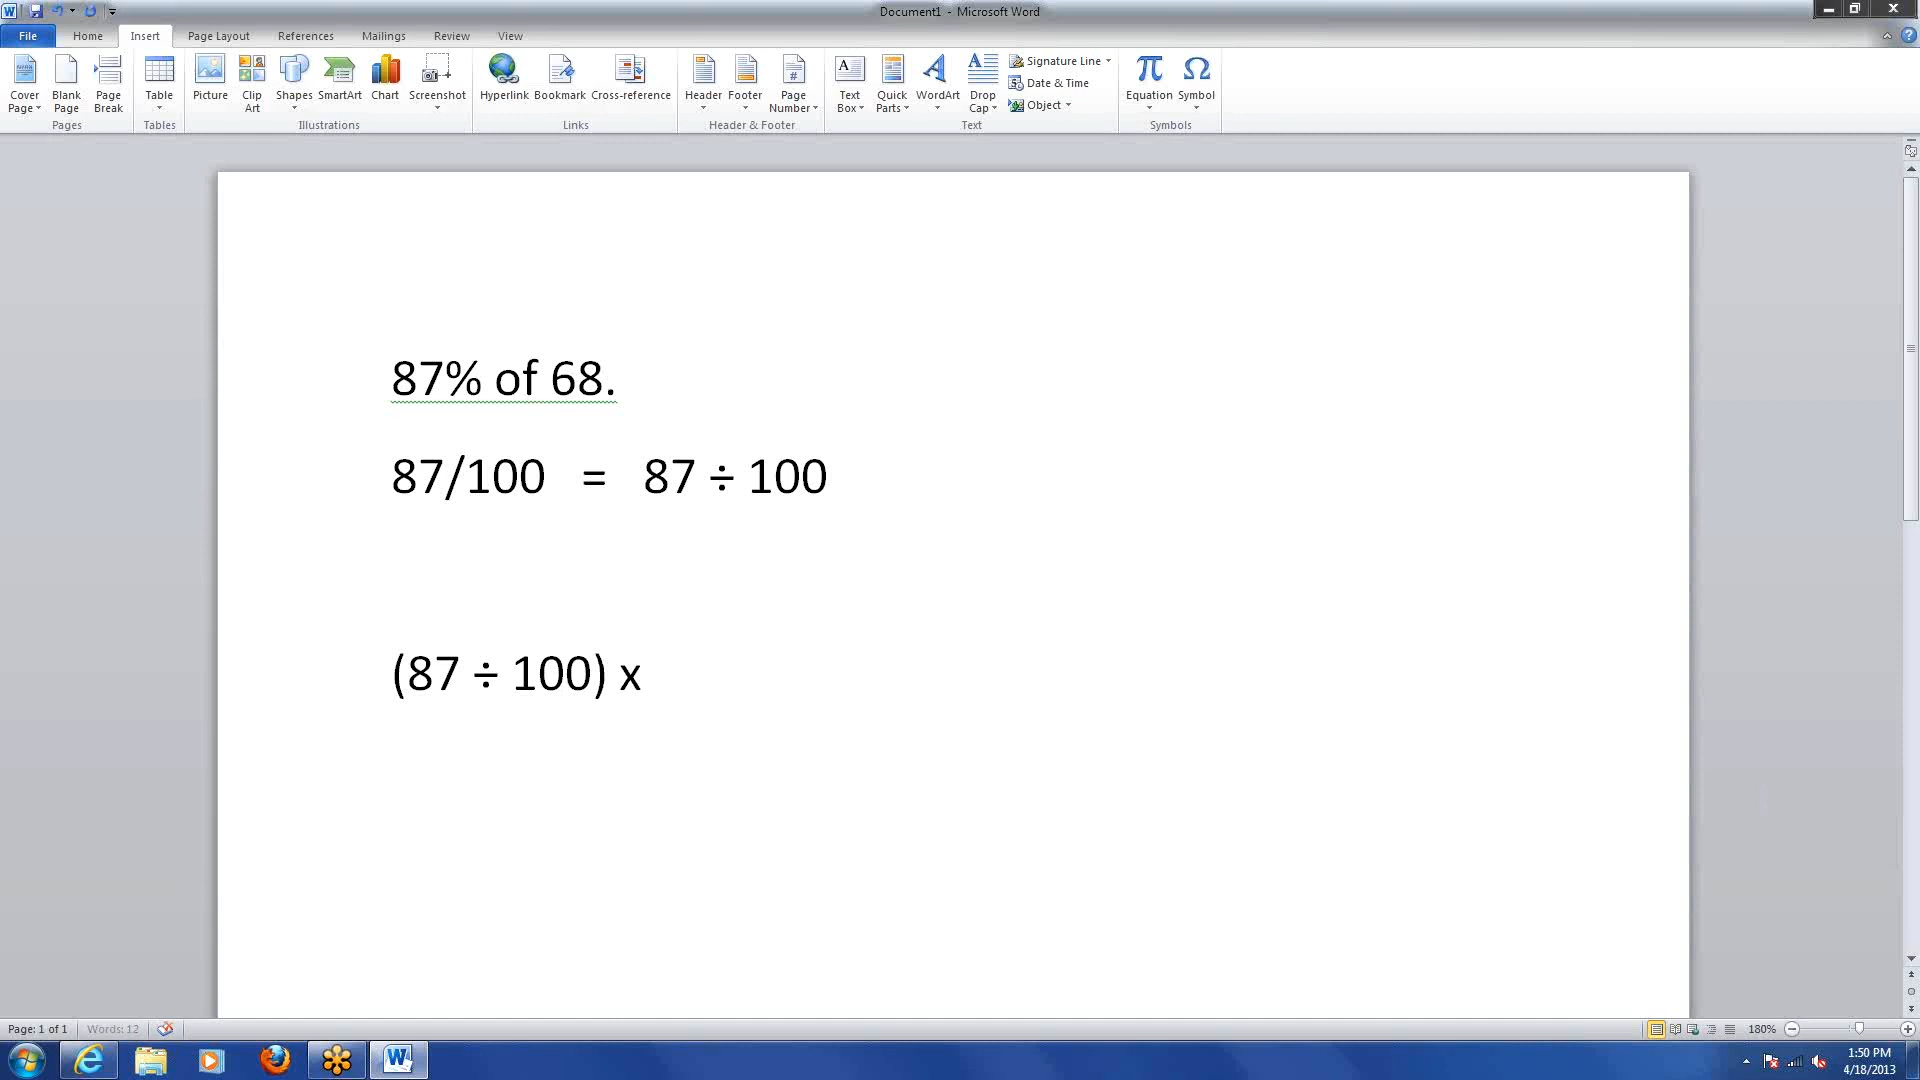 Document1 - Microsoft Word
File Home Insert Page Layout References Mailings Review View
Cover Page Blank Page Page Break Table Picture Clip Art Shapes SmartArt Chart Screenshot Hyperlink Bookmark Cross-reference Header Footer Page Number Text Box Quick Parts WordArt Drop Cap Equation Symbol
Signature Line
Date & Time
Object
Pages Tables Illustrations Links Header & Footer Text Symbols
87% of 68.
87/100 = 87 ÷ 100
(87 ÷ 100) x
Page: 1 of 1 Words: 12 180%
1:50 PM
4/18/2013